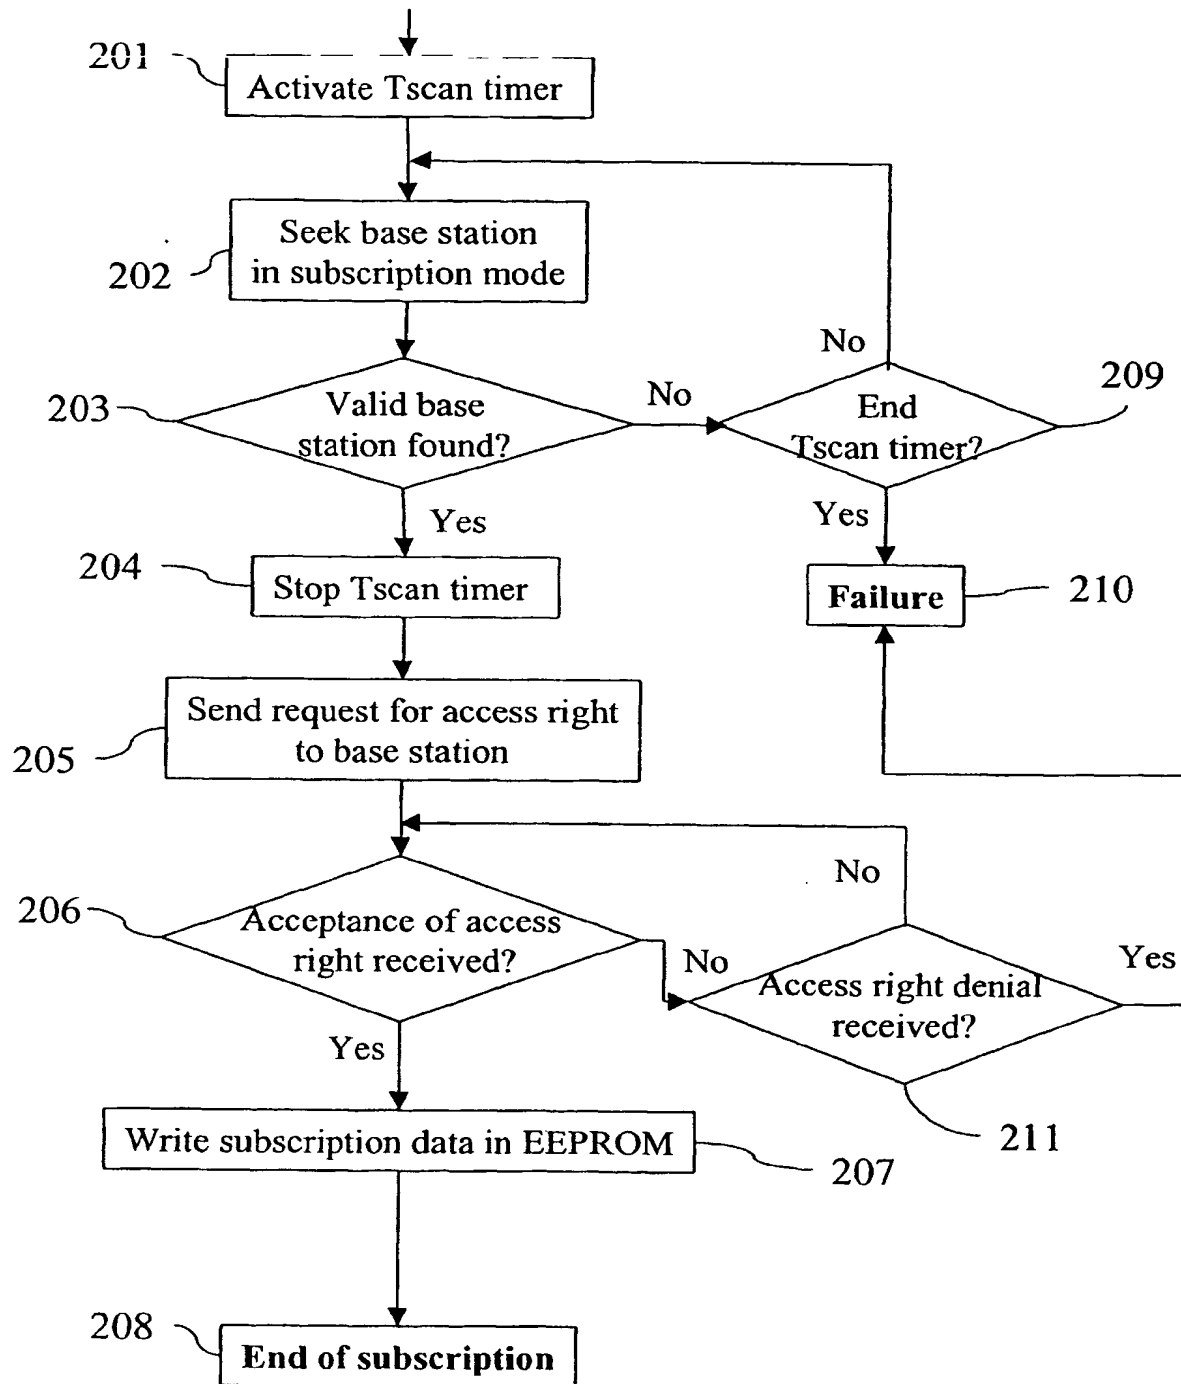 201
Activate Tscan timer
Seek base station
in subscription mode
202
No
209
203
Valid base
station found?
No
End
Tscan timer?
Yes
Yes
204
Stop Tscan timer
Failure
210
Send request for access right
to base station
205
No
206
Acceptance of access
right received?
No
Yes
Access right denial
received?
Yes
211
Write subscription data in EEPROM
207
208
End of subscription